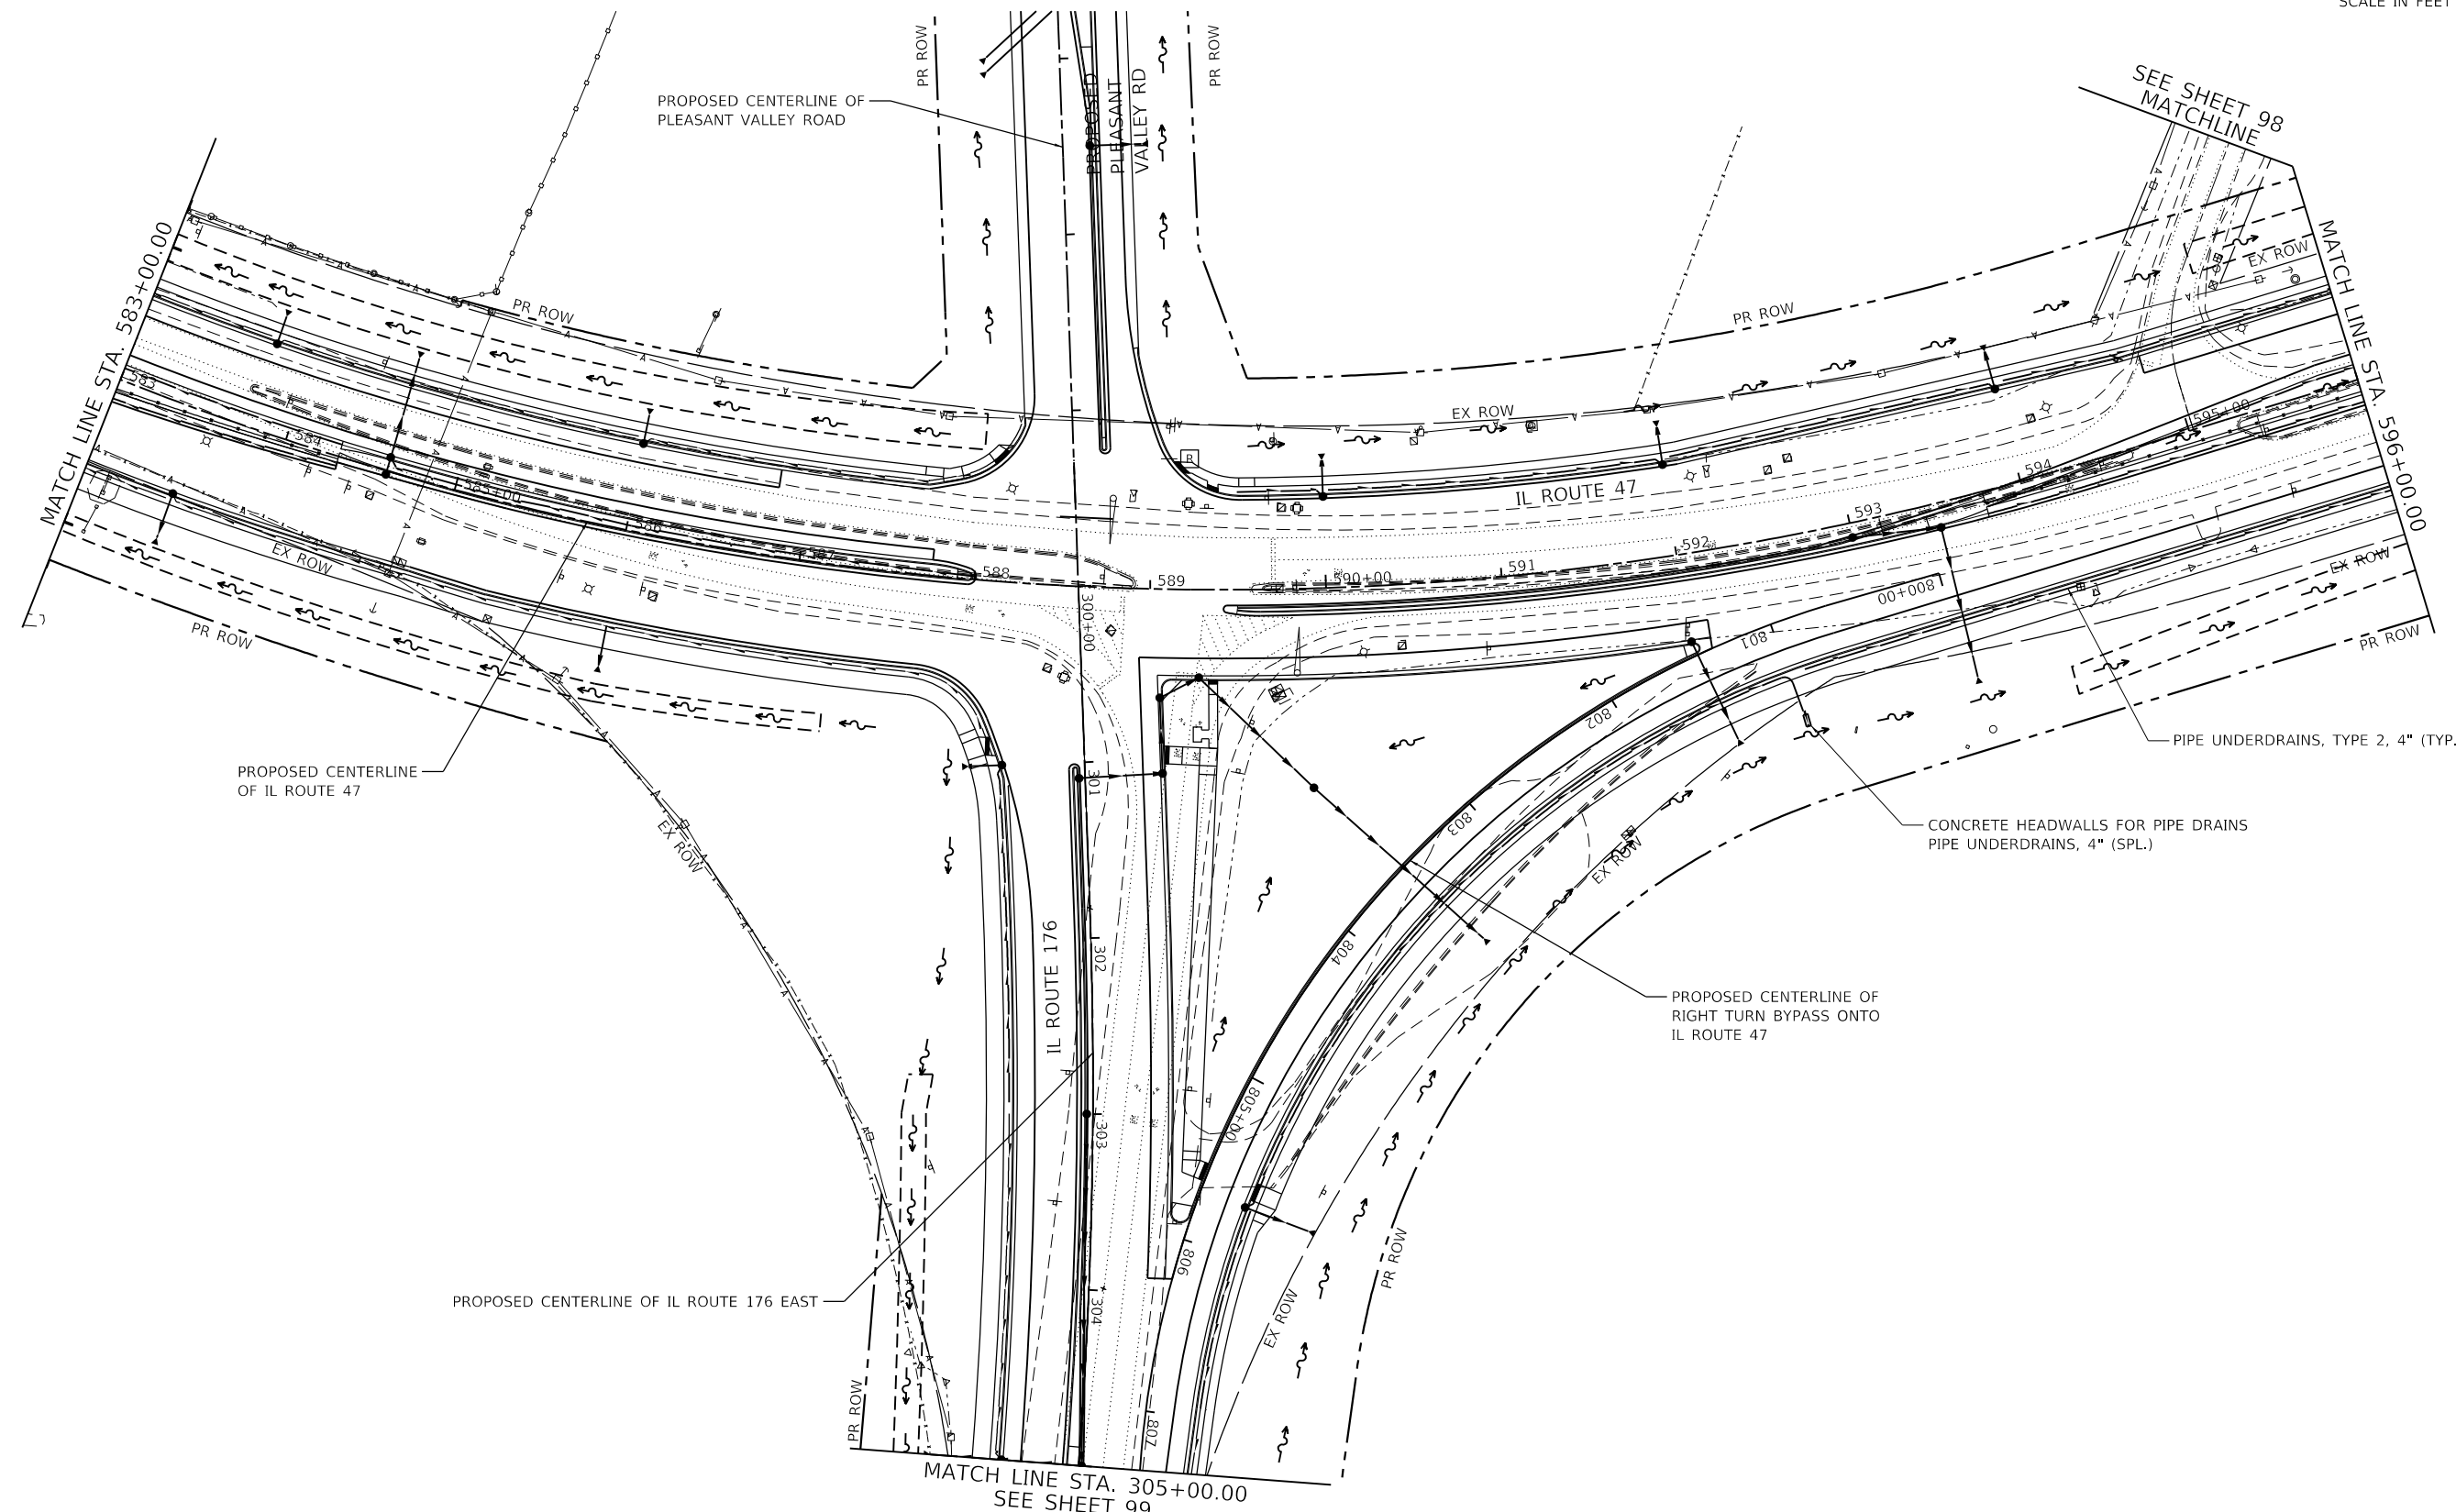 SCALE IN FEET
PR ROW
PR ROW
PROPOSED CENTERLINE OF
PLEASANT VALLEY ROAD
PROPOSED
PLEASANT
VALLEY RD
SEE SHEET 98
MATCHLINE
MATCH LINE STA. 583+00.00
PR ROW
PR ROW
EX ROW
EX ROW
MATCH LINE STA. 596+00.00
583
584
585+00
586
587
588
589
590+00
591
592
593
594
595+00
IL ROUTE 47
EX ROW
PR ROW
EX ROW
PR ROW
300+00
800+00
801
802
803
804
805+00
806
807
PROPOSED CENTERLINE
OF IL ROUTE 47
PIPE UNDERDRAINS, TYPE 2, 4" (TYP.
CONCRETE HEADWALLS FOR PIPE DRAINS
PIPE UNDERDRAINS, 4" (SPL.)
EX ROW
EX ROW
R
301
302
303
304
IL ROUTE 176
PROPOSED CENTERLINE OF
RIGHT TURN BYPASS ONTO
IL ROUTE 47
PROPOSED CENTERLINE OF IL ROUTE 176 EAST
PR ROW
EX ROW
PR ROW
MATCH LINE STA. 305+00.00
SEE SHEET 99